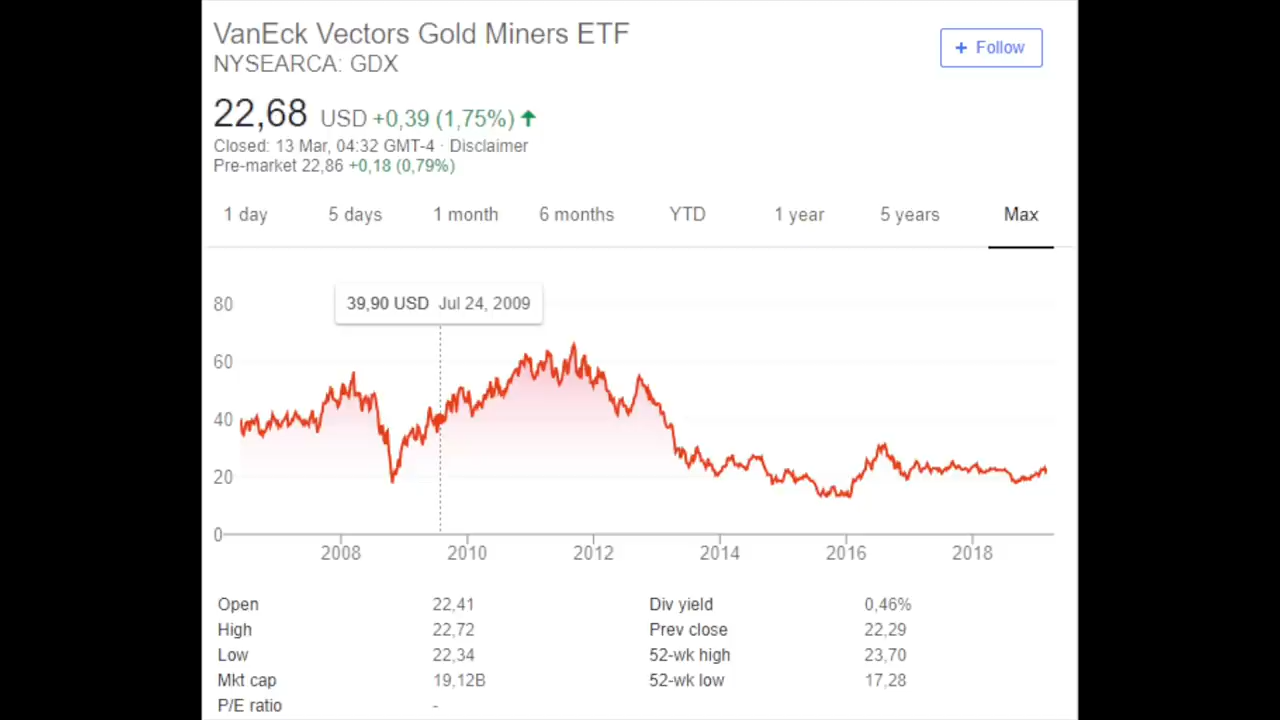 VanEck Vectors Gold Miners ETF
NYSEARCA: GDX
+ Follow
22,68 USD +0,39 (1,75%) ↑
Closed: 13 Mar, 04:32 GMT-4 · Disclaimer
Pre-market 22,86 +0,18 (0,79%)
1 day 5 days 1 month 6 months YTD 1 year 5 years Max
39,90 USD Jul 24, 2009
80
60
40
20
0
2008 2010 2012 2014 2016 2018
Open 22,41 Div yield 0,46%
High 22,72 Prev close 22,29
Low 22,34 52-wk high 23,70
Mkt cap 19,12B 52-wk low 17,28
P/E ratio -